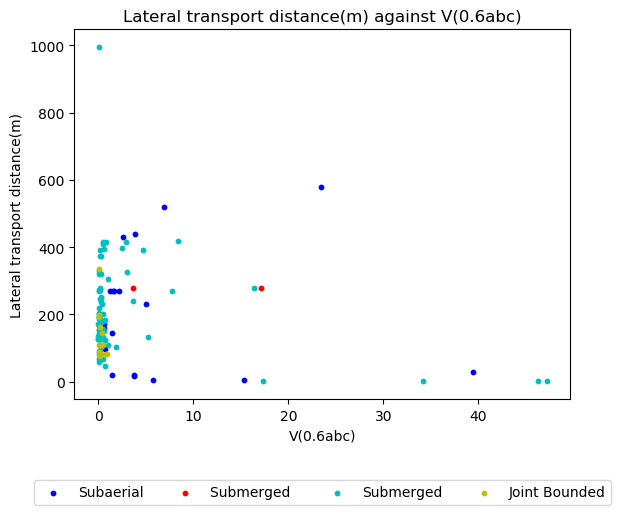 Lateral transport distance(m) against V(0.6abc)
1000
800
600
400
200
0
Lateral transport distance(m)
0 10 20 30 40
V(0.6abc)
Subaerial Submerged Submerged Joint Bounded